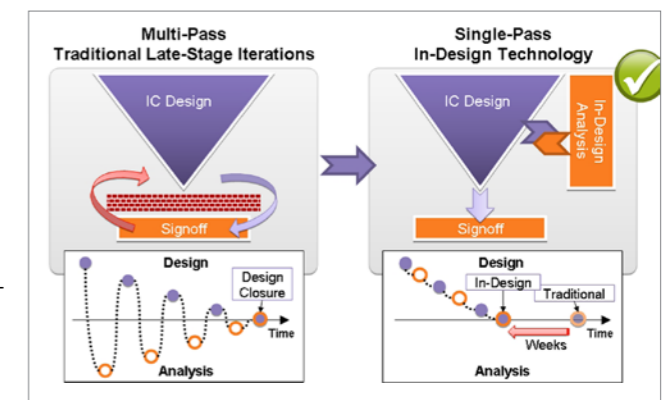 Multi-Pass
Traditional Late-Stage Iterations
IC Design
Signoff
Design
Design
Closure
Time
Analysis
Single-Pass
In-Design Technology
IC Design
In-Design
Analysis
Signoff
Design
In-Design
Traditional
Time
Weeks
Analysis